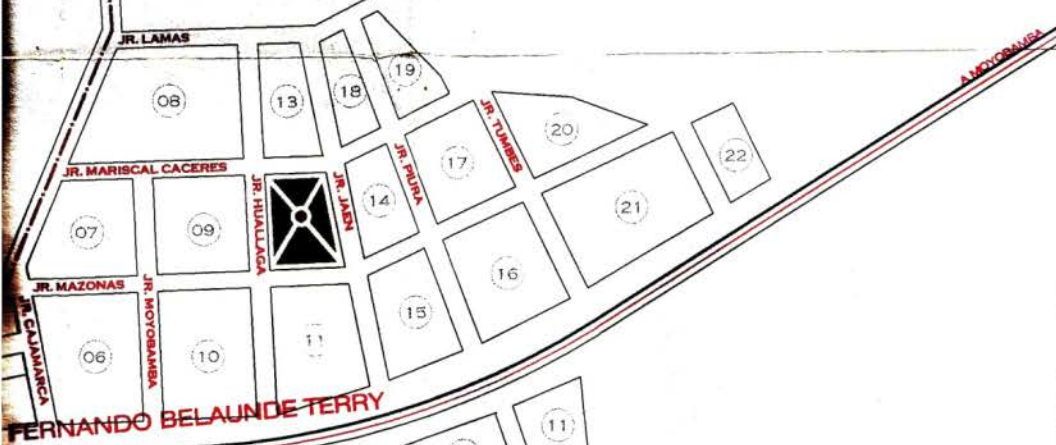 A MOYOBAMBA
JR. LAMAS
19
18
08
13
JR. TUMBES
20
JR. MARISCAL CACERES
JR. PIURA
17
22
JR. HUALLAGA
JR. JAEN
14
07
09
21
JR. MAZONAS
JR. MOYOBAMBA
16
JR. CAJAMARCA
15
06
10
11
FERNANDO BELAUNDE TERRY
11